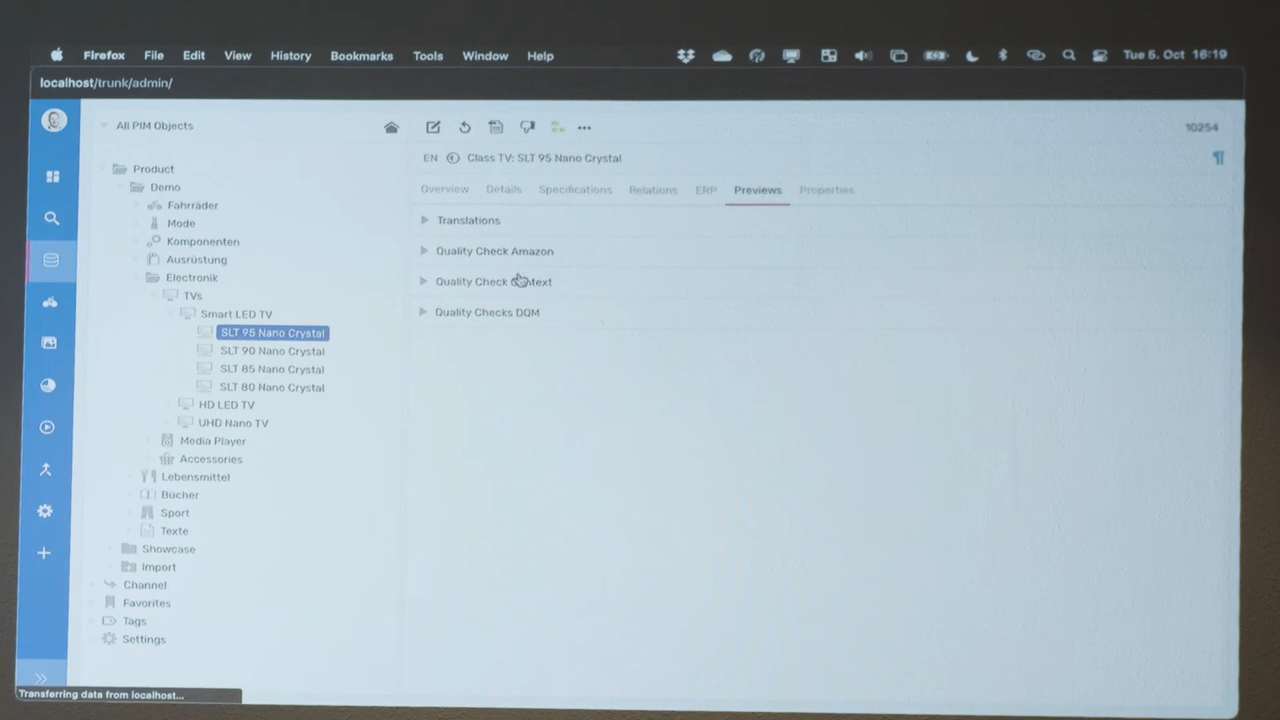 Firefox File Edit View History Bookmarks Tools Window Help Tue 5. Oct 16:19
localhost/trunk/admin/
All PIM Objects
10254
EN Class TV: SLT 95 Nano Crystal
Overview Details Specifications Relations ERP Previews Properties
Translations
Quality Check Amazon
Quality Check
Quality Checks DQM
Product
Demo
Fahrräder
Mode
Komponenten
Ausrüstung
Electronik
TVs
Smart LED TV
SLT 95 Nano Crystal
SLT 90 Nano Crystal
SLT 85 Nano Crystal
SLT 80 Nano Crystal
HD LED TV
UHD Nano TV
Media Player
Accessories
Lebensmittel
Bücher
Sport
Texte
Showcase
Import
Channel
Favorites
Tags
Settings
Transferring data from localhost...